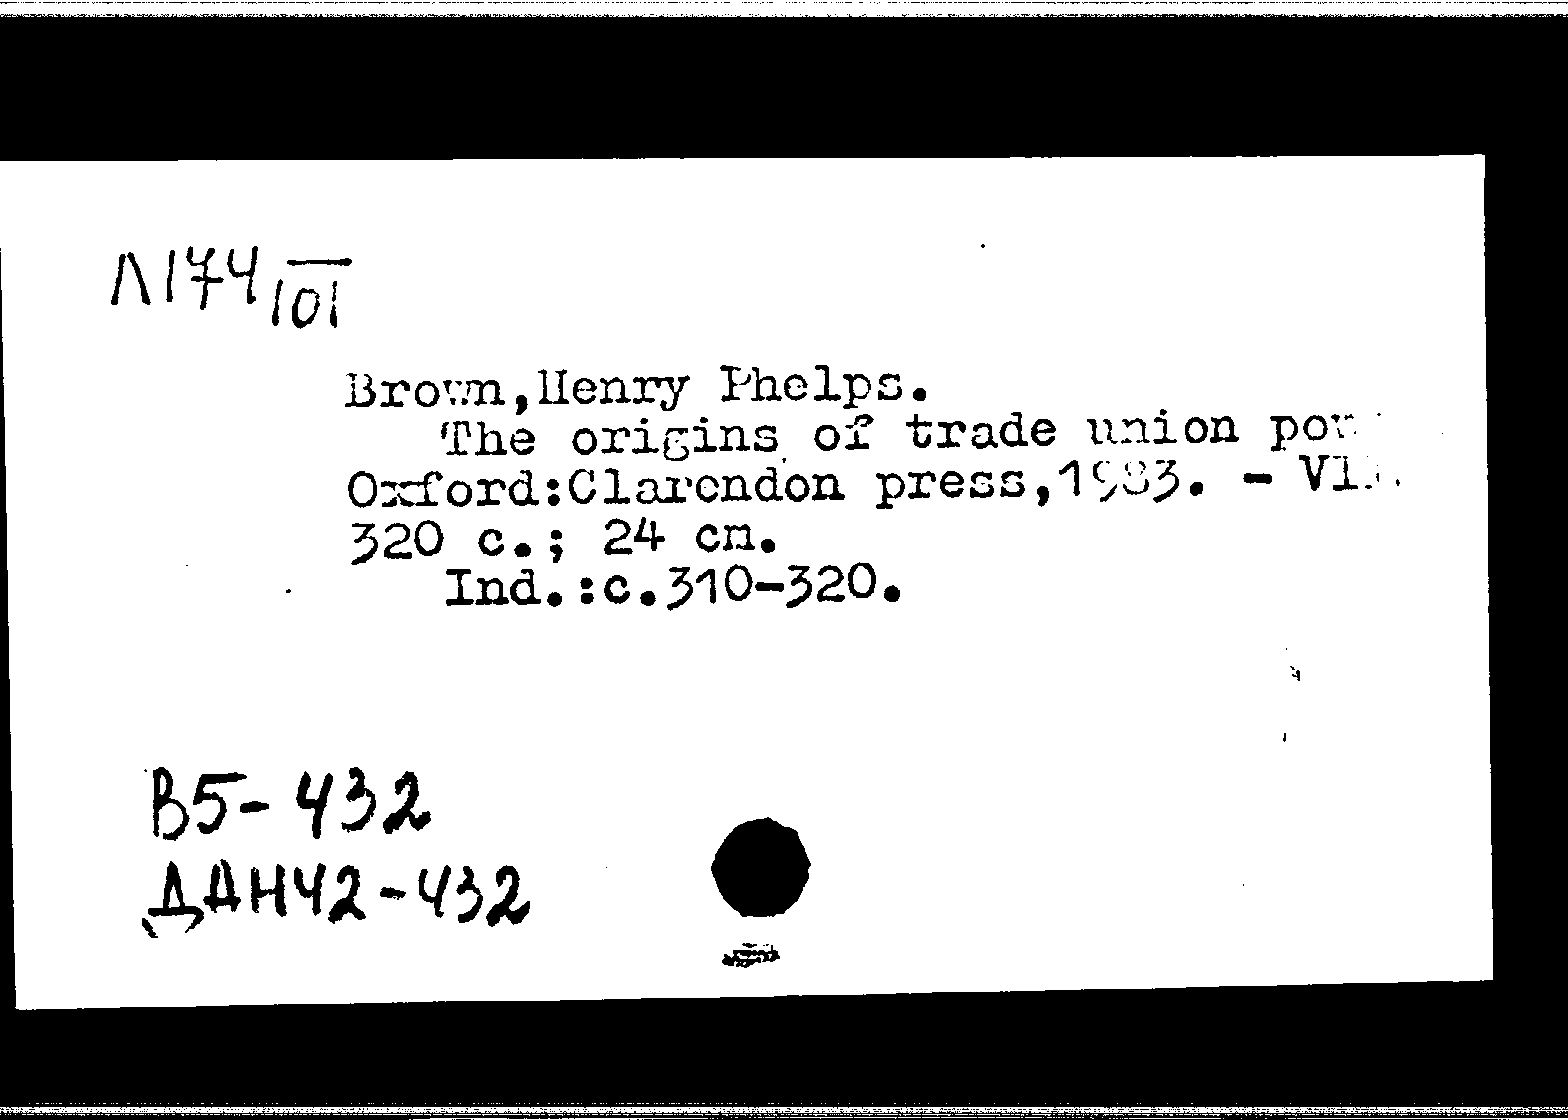 Л174/101
Brown,Henry Phelps.
The origins of trade union
Oxford:Clarendon press,1983. -
320 c.; 24 cm.
Ind.:c.310-320.
В5-432
ДАН42-432